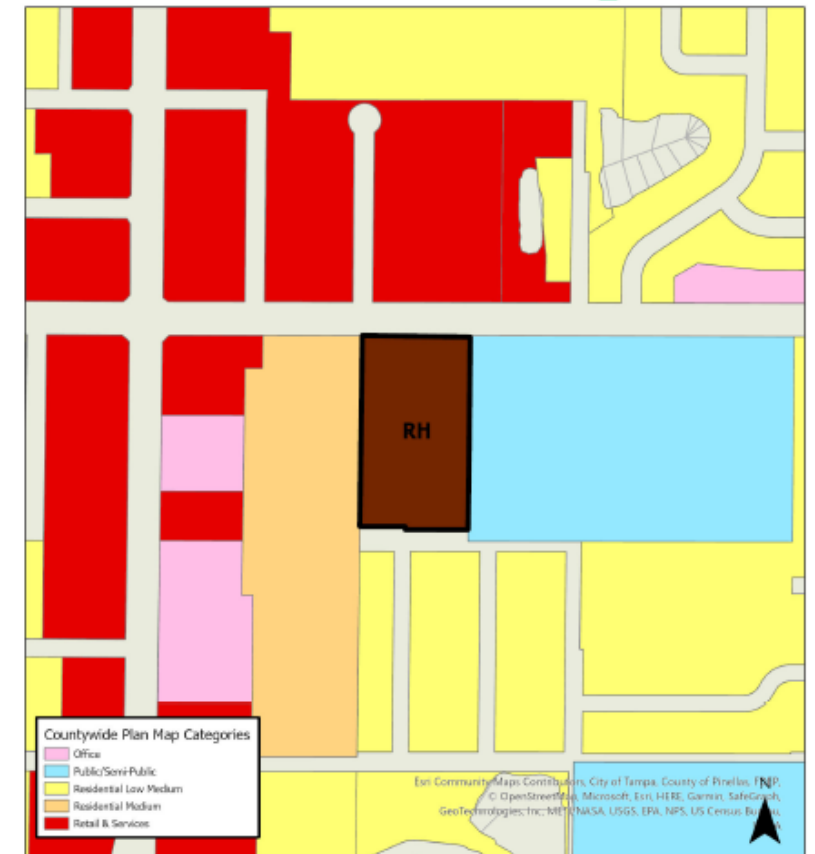 RH
Countywide Plan Map Categories
Office
Public/Semi-Public
Residential Low Medium
Residential Medium
Retail & Services
N
Esri Community Maps Contributors, City of Tampa, County of Pinellas,
© OpenStreetMap, Microsoft, Esri, HERE, Garmin, SafeGraph,
GeoTechnologies, Inc, METI/NASA, USGS, EPA, NPS, US Census